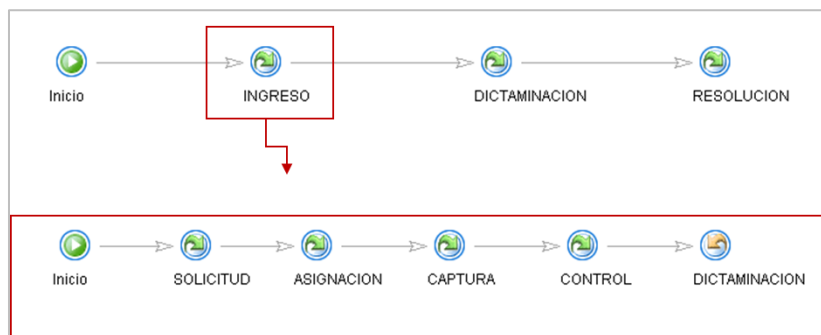 Inicio INGRESO DICTAMINACION RESOLUCION
Inicio SOLICITUD ASIGNACION CAPTURA CONTROL DICTAMINACION